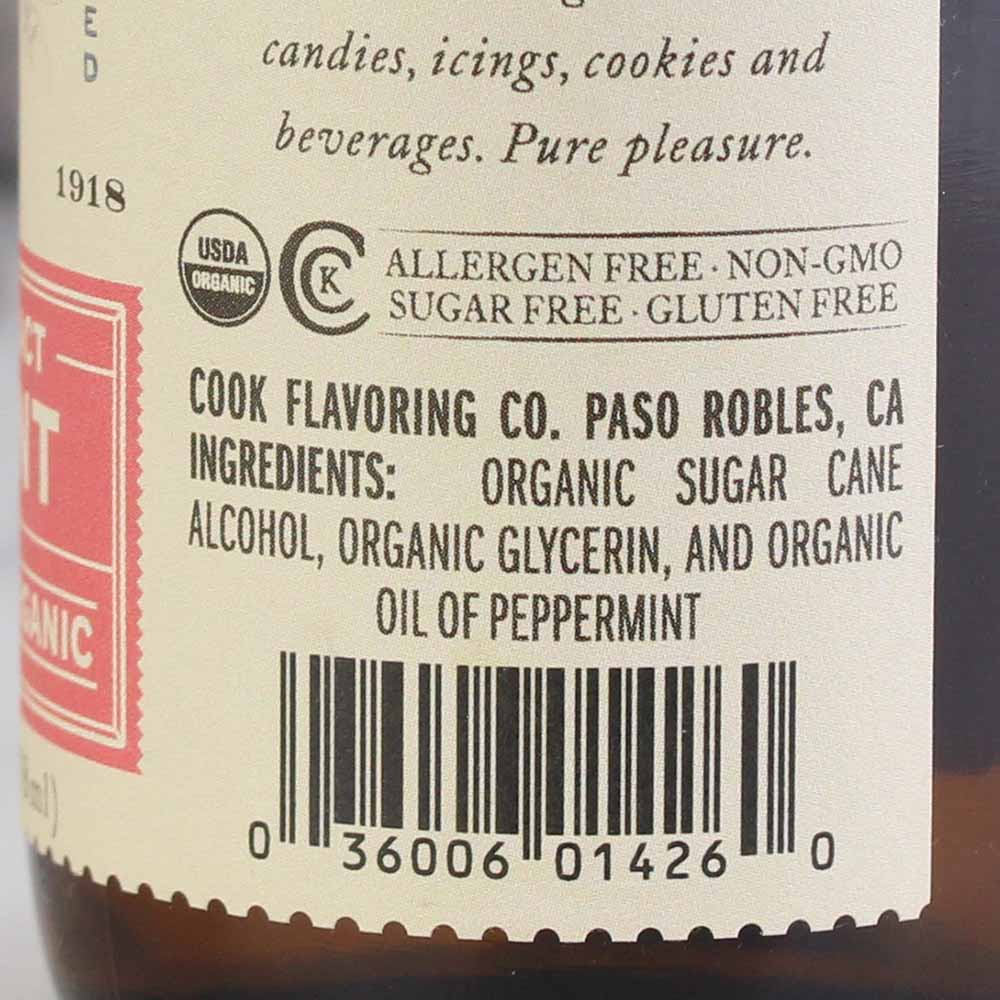 E
D
candies, icings, cookies and
beverages. Pure pleasure.
1918
USDA
ORGANIC
K
ALLERGEN FREE · NON-GMO
SUGAR FREE · GLUTEN FREE
COOK FLAVORING CO. PASO ROBLES, CA
INGREDIENTS: ORGANIC SUGAR CANE
ALCOHOL, ORGANIC GLYCERIN, AND ORGANIC
OIL OF PEPPERMINT
0 36006 01426 0